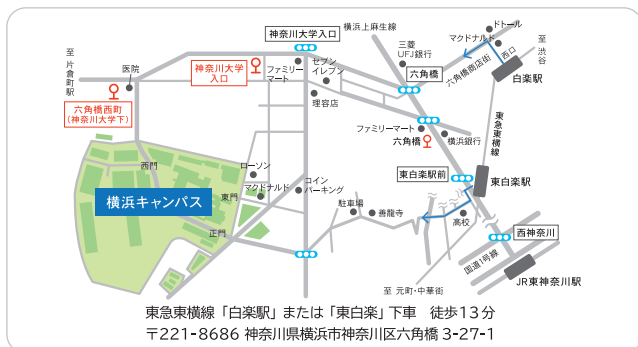 神奈川大学入口
横浜上麻生線
ドトール
マクドナルド
西口
至 渋谷
三菱
UFJ銀行
六角橋
六角橋商店街
白楽駅
至 片倉町駅
医院
神奈川大学
入口
ファミリー
マート
セブン
イレブン
理容店
六角橋西町
(神奈川大学下)
ファミリーマート
六角橋
横浜銀行
東急東横線
西門
ローソン
マクドナルド
コイン
パーキング
東白楽駅前
東白楽駅
横浜キャンパス
東門
正門
駐車場
善龍寺
高校
西神奈川
国道1号線
至 元町・中華街
JR東神奈川駅
東急東横線「白楽駅」または「東白楽」下車 徒歩13分
〒221-8686 神奈川県横浜市神奈川区六角橋 3-27-1